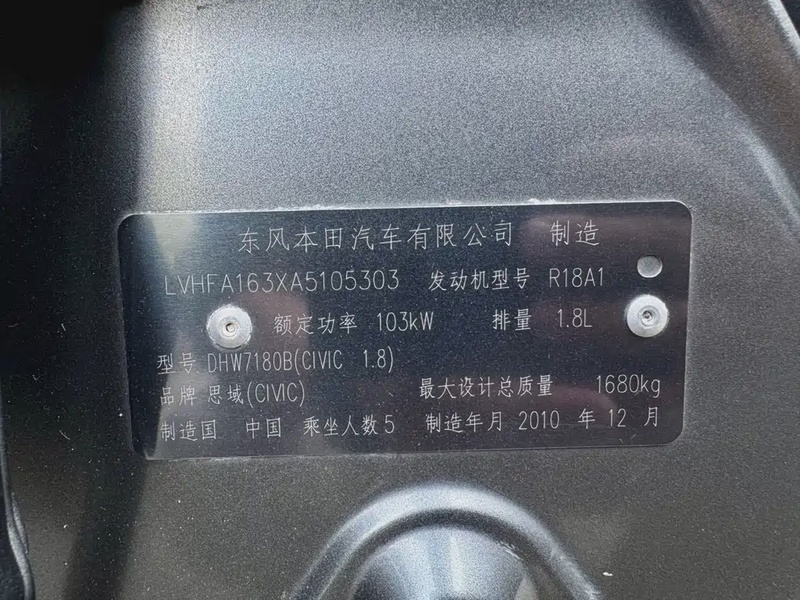 东风本田汽车有限公司 制造
LVHFA163XA5105303 发动机型号 R18A1
额定功率 103kW 排量 1.8L
型号 DHW7180B(CIVIC 1.8)
品牌 思域(CIVIC) 最大设计总质量 1680kg
制造国 中国 乘坐人数 5 制造年月 2010 年 12 月